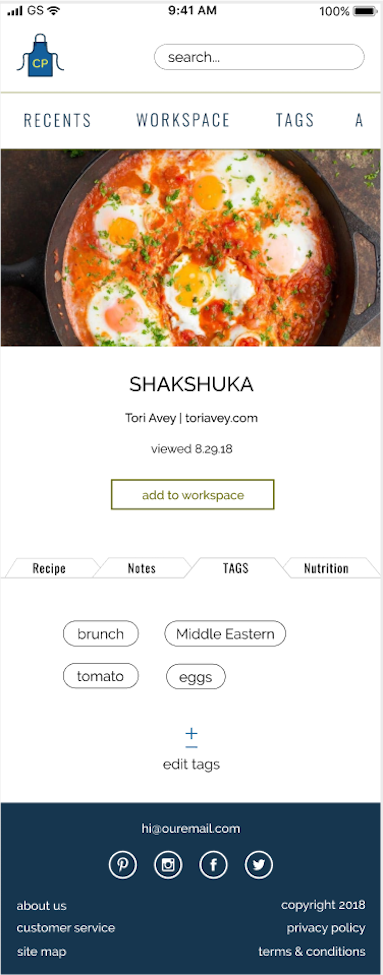 GS 9:41 AM 100%
CP
search...
RECENTS WORKSPACE TAGS A
SHAKSHUKA
Tori Avey | toriavey.com
viewed 8.29.18
add to workspace
Recipe Notes TAGS Nutrition
brunch Middle Eastern
tomato eggs
+
edit tags
hi@ouremail.com
about us copyright 2018
customer service privacy policy
site map terms & conditions